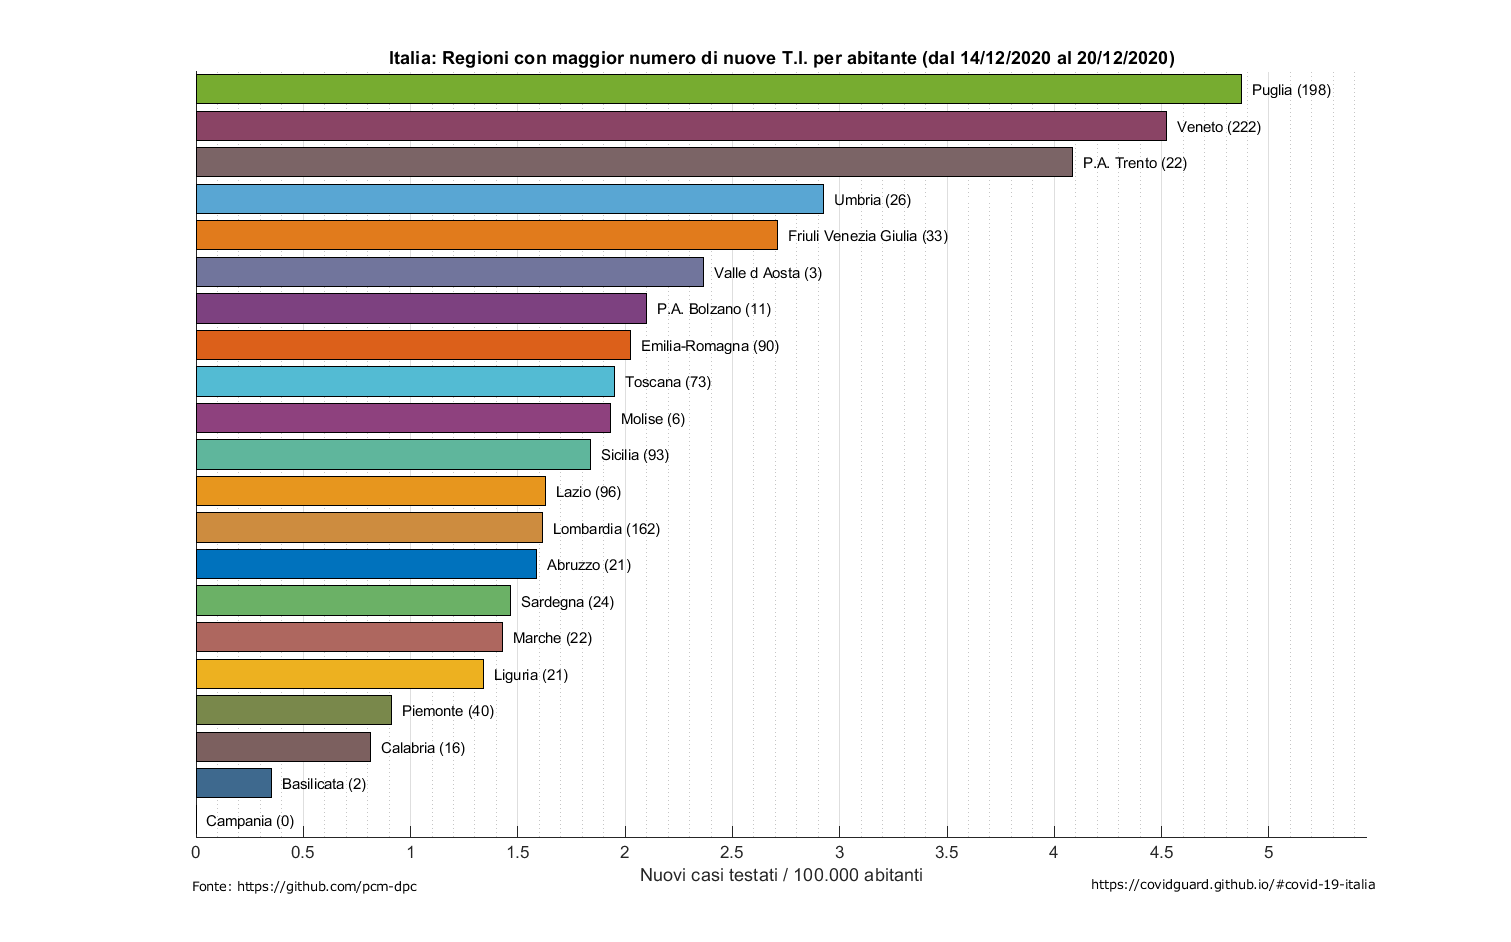 Italia: Regioni con maggior numero di nuove T.I. per abitante (dal 14/12/2020 al 20/12/2020)
Puglia (198)
Veneto (222)
P.A. Trento (22)
Umbria (26)
Friuli Venezia Giulia (33)
Valle d Aosta (3)
P.A. Bolzano (11)
Emilia-Romagna (90)
Toscana (73)
Molise (6)
Sicilia (93)
Lazio (96)
Lombardia (162)
Abruzzo (21)
Sardegna (24)
Marche (22)
Liguria (21)
Piemonte (40)
Calabria (16)
Basilicata (2)
Campania (0)
0 0.5 1 1.5 2 2.5 3 3.5 4 4.5 5
Nuovi casi testati / 100.000 abitanti
Fonte: https://github.com/pcm-dpc
https://covidguard.github.io/#covid-19-italia